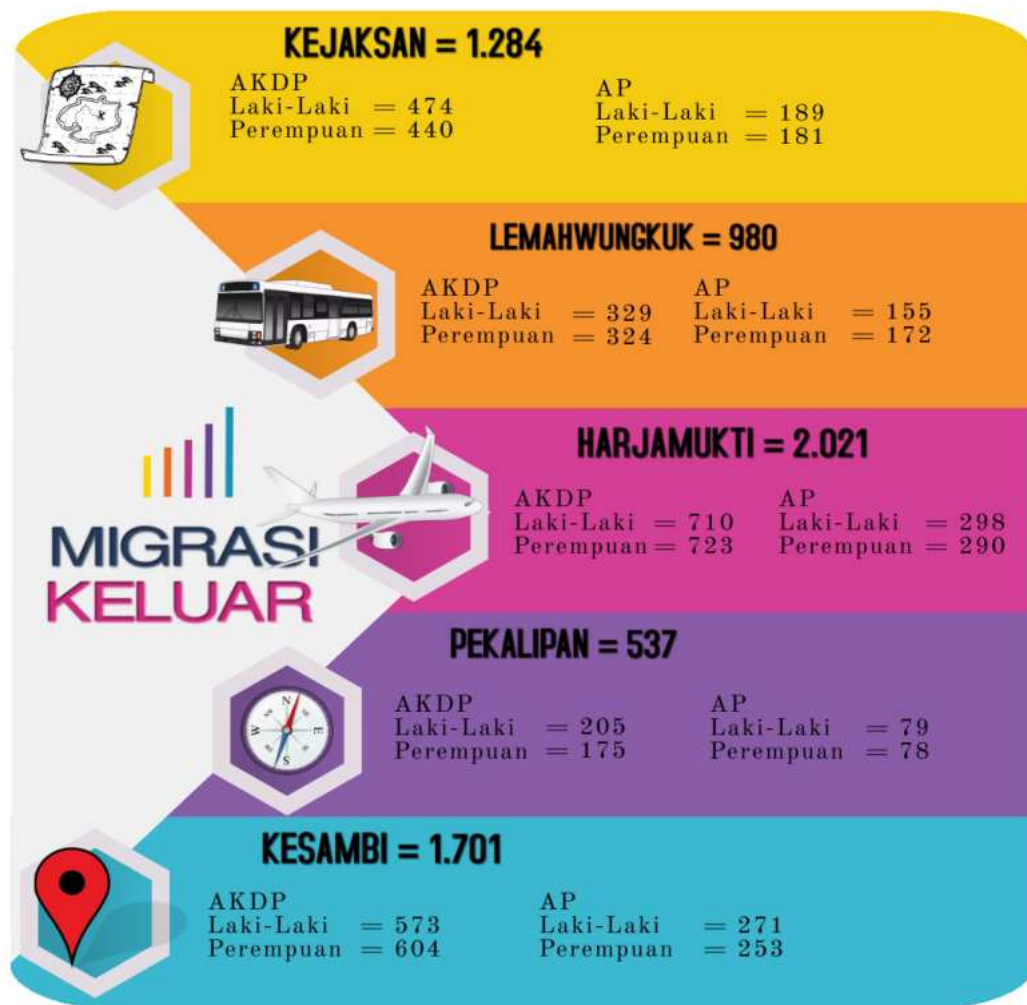 KEJAKSAN = 1.284
AKDP
Laki-Laki = 474
Perempuan = 440
AP
Laki-Laki = 189
Perempuan = 181
LEMAHWUNGKUK = 980
AKDP
Laki-Laki = 329
Perempuan = 324
AP
Laki-Laki = 155
Perempuan = 172
MIGRASI
KELUAR
HARJAMUKTI = 2.021
AKDP
Laki-Laki = 710
Perempuan = 723
AP
Laki-Laki = 298
Perempuan = 290
PEKALIPAN = 537
N
E
S
W
AKDP
Laki-Laki = 205
Perempuan = 175
AP
Laki-Laki = 79
Perempuan = 78
KESAMBI = 1.701
AKDP
Laki-Laki = 573
Perempuan = 604
AP
Laki-Laki = 271
Perempuan = 253